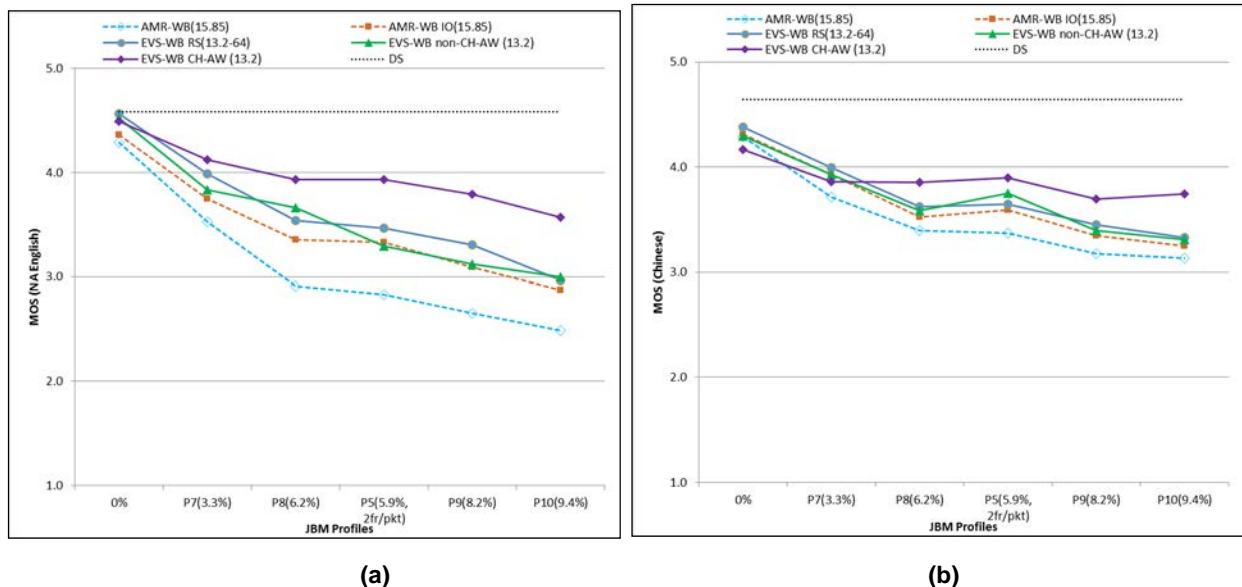 AMR-WB(15.85) AMR-WB IO(15.85)
EVS-WB RS(13.2-64) EVS-WB non-CH-AW (13.2)
EVS-WB CH-AW (13.2) DS
5.0
4.0
3.0
2.0
1.0
MOS (NA English)
0% P7(3.3%) P8(6.2%) P5(5.9%, P9(8.2%) P10(9.4%)
2fr/pkt)
JBM Profiles
(a)
AMR-WB(15.85) AMR-WB IO(15.85)
EVS-WB RS(13.2-64) EVS-WB non-CH-AW (13.2)
EVS-WB CH-AW (13.2) DS
5.0
4.0
3.0
2.0
1.0
MOS (Chinese)
0% P7(3.3%) P8(6.2%) P5(5.9%, P9(8.2%) P10(9.4%)
2fr/pkt)
JBM Profiles
(b)